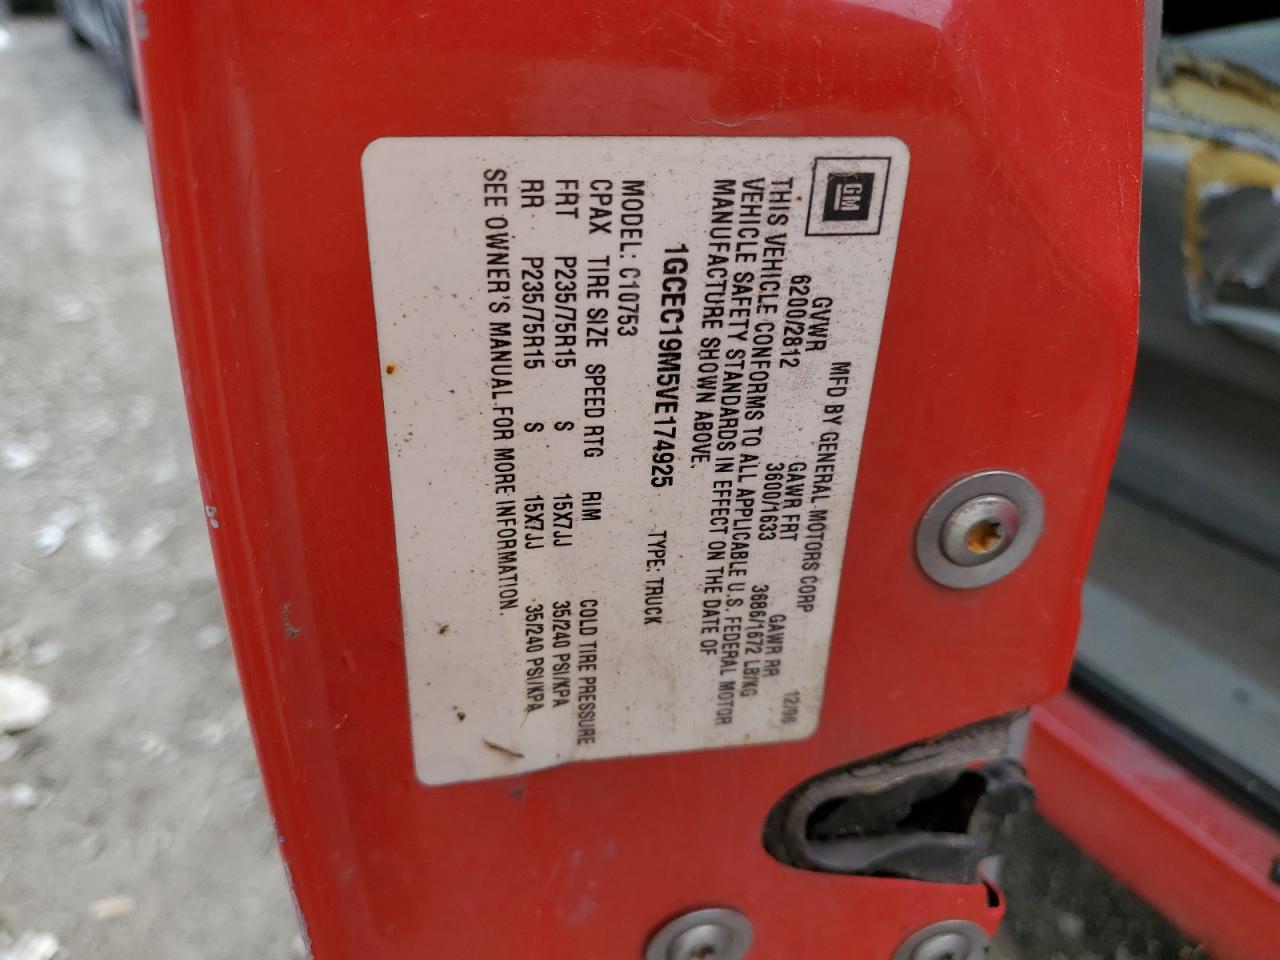 GM
MFD BY GENERAL MOTORS CORP 12/96
GVWR GAWR FRT GAWR RR
6200/2812 3600/1633 3686/1672 LB/KG
THIS VEHICLE CONFORMS TO ALL APPLICABLE U.S. FEDERAL MOTOR
VEHICLE SAFETY STANDARDS IN EFFECT ON THE DATE OF
MANUFACTURE SHOWN ABOVE.
1GCEC19M5VE174925 TYPE: TRUCK
MODEL: C10753
CPAX TIRE SIZE SPEED RTG RIM COLD TIRE PRESSURE
FRT P235/75R15 S 15X7JJ 35/240 PSI/KPA
RR P235/75R15 S 15X7JJ 35/240 PSI/KPA
SEE OWNER'S MANUAL FOR MORE INFORMATION.